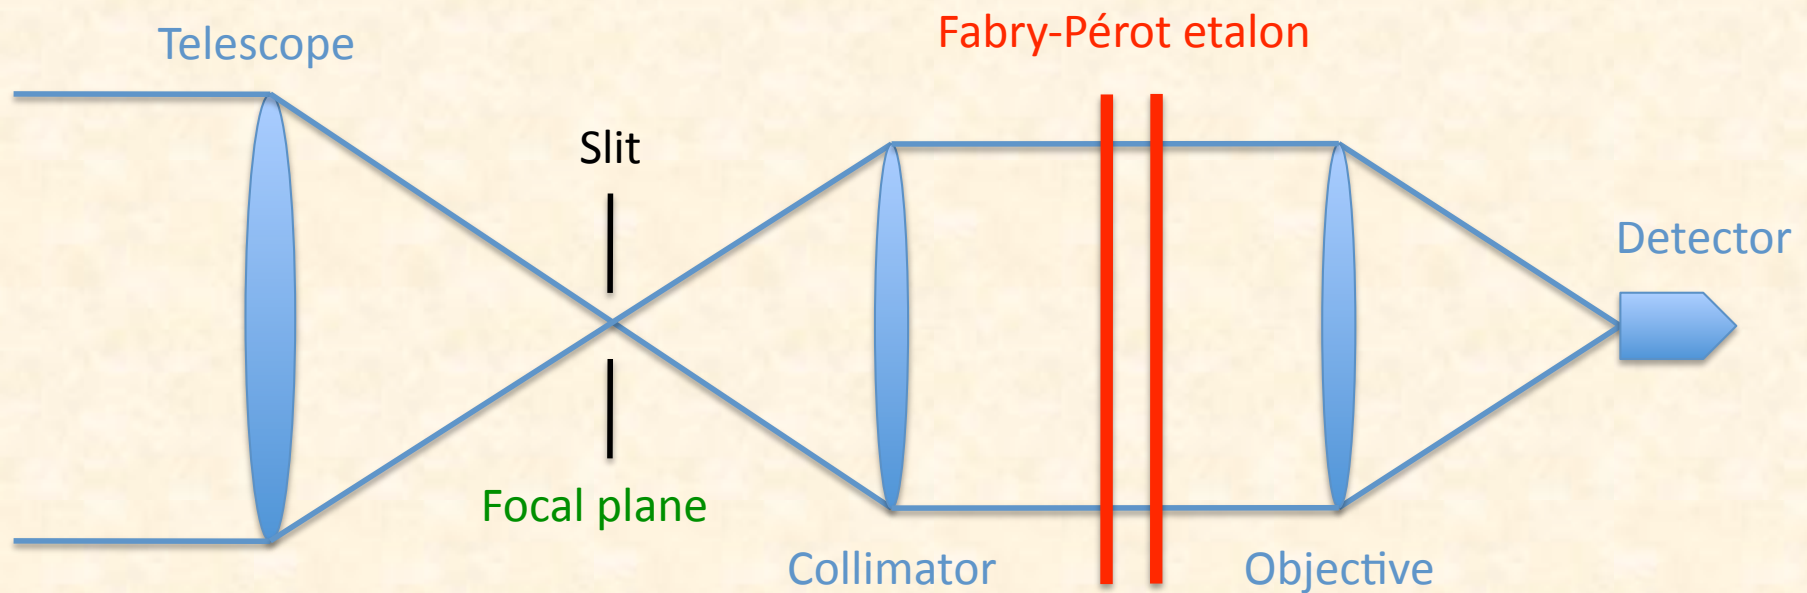 Telescope
Fabry-Pérot etalon
Slit
Detector
Focal plane
Collimator
Objective